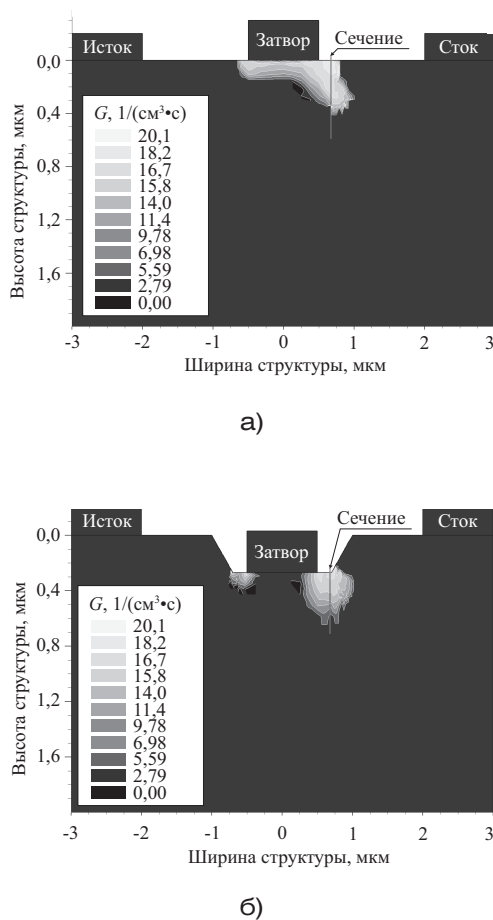 Исток Затвор Сечение Сток
0,0
0,4
0,8
1,2
1,6
Высота структуры, мкм
G, 1/(см³•с)
20,1
18,2
16,7
15,8
14,0
11,4
9,78
6,98
5,59
2,79
0,00
-3 -2 -1 0 1 2 3
Ширина структуры, мкм
а)
Исток Затвор Сечение Сток
0,0
0,4
0,8
1,2
1,6
Высота структуры, мкм
G, 1/(см³•с)
20,1
18,2
16,7
15,8
14,0
11,4
9,78
6,98
5,59
2,79
0,00
-3 -2 -1 0 1 2 3
Ширина структуры, мкм
б)